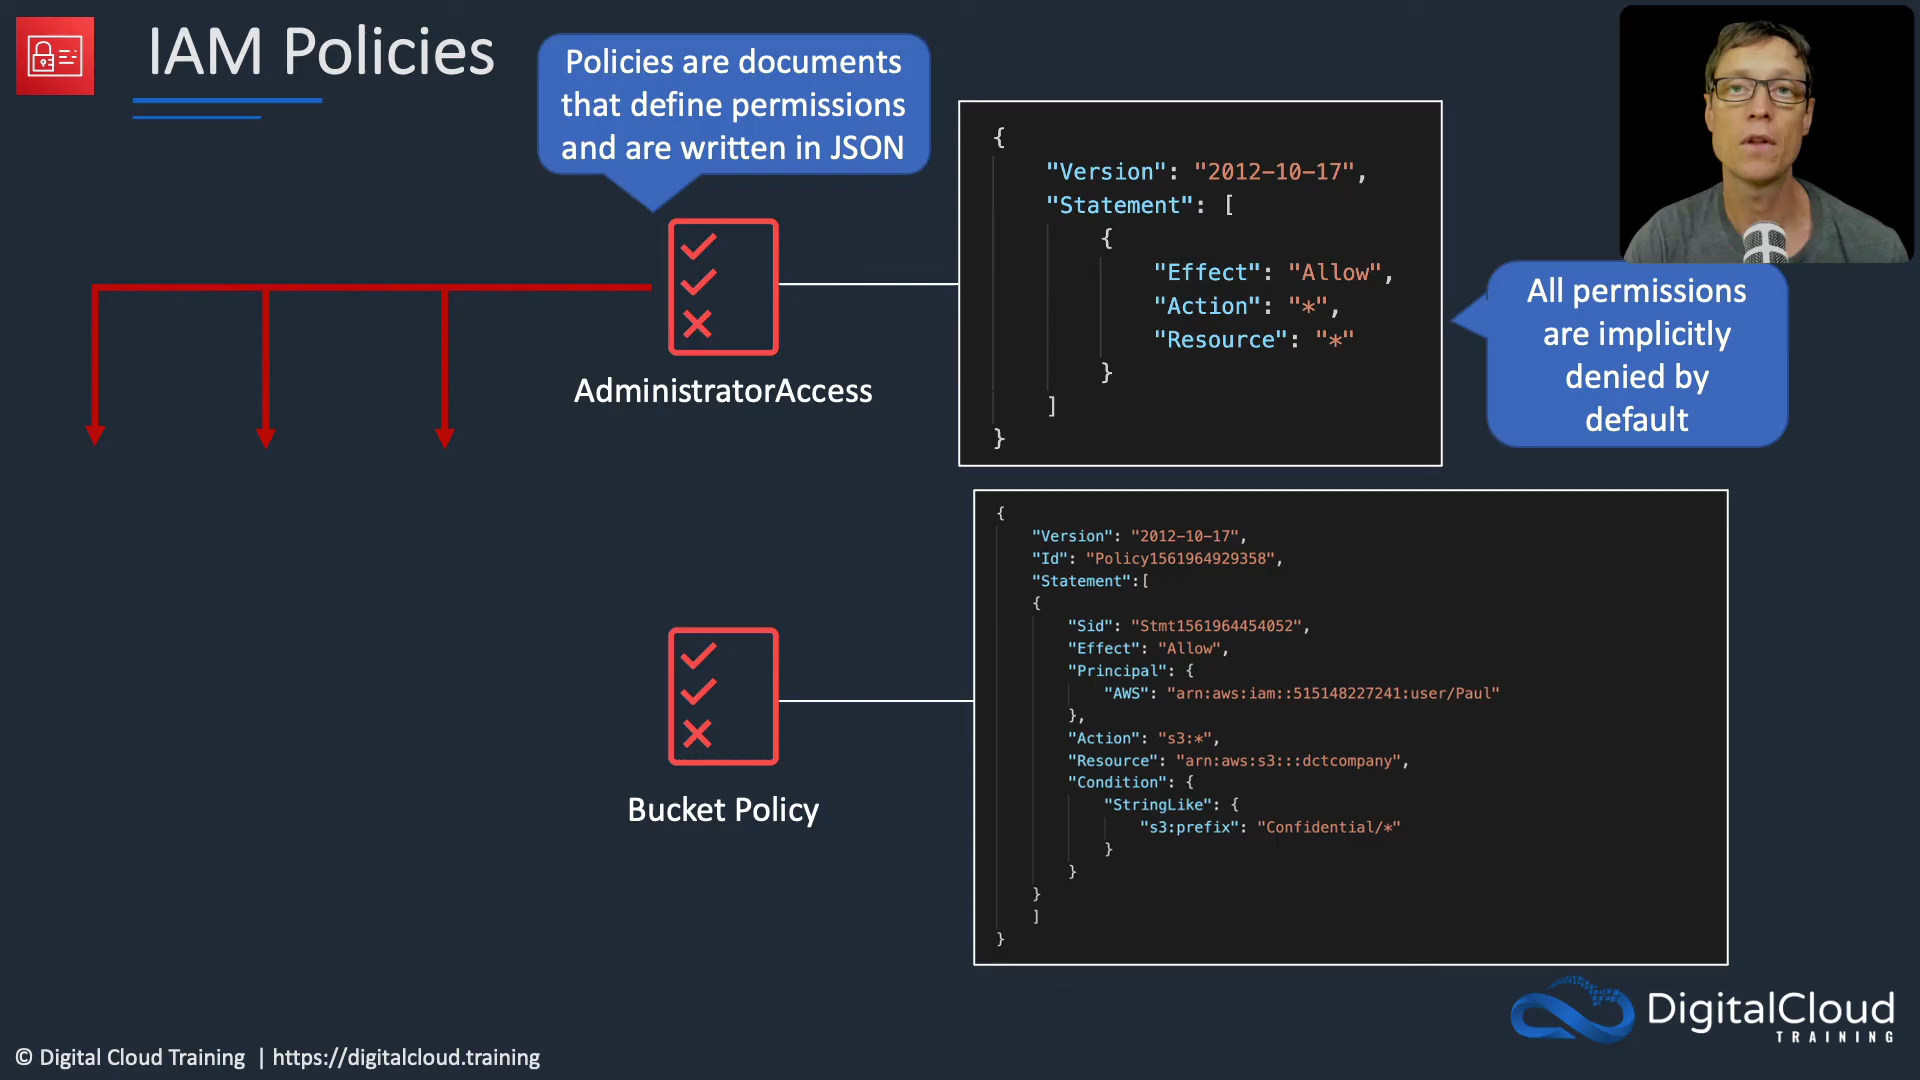 IAM Policies
Policies are documents
that define permissions
and are written in JSON
{
"Version": "2012-10-17",
"Statement": [
{
"Effect": "Allow",
"Action": "*",
"Resource": "*"
}
]
}
All permissions
are implicitly
denied by
default
AdministratorAccess
{
"Version": "2012-10-17",
"Id": "Policy1561964929358",
"Statement":[
{
"Sid": "Stmt1561964454052",
"Effect": "Allow",
"Principal": {
"AWS": "arn:aws:iam::515148227241:user/Paul"
},
"Action": "s3:*",
"Resource": "arn:aws:s3:::dctcompany",
"Condition": {
"StringLike": {
"s3:prefix": "Confidential/*"
}
}
}
]
}
Bucket Policy
DigitalCloud
TRAINING
© Digital Cloud Training | https://digitalcloud.training